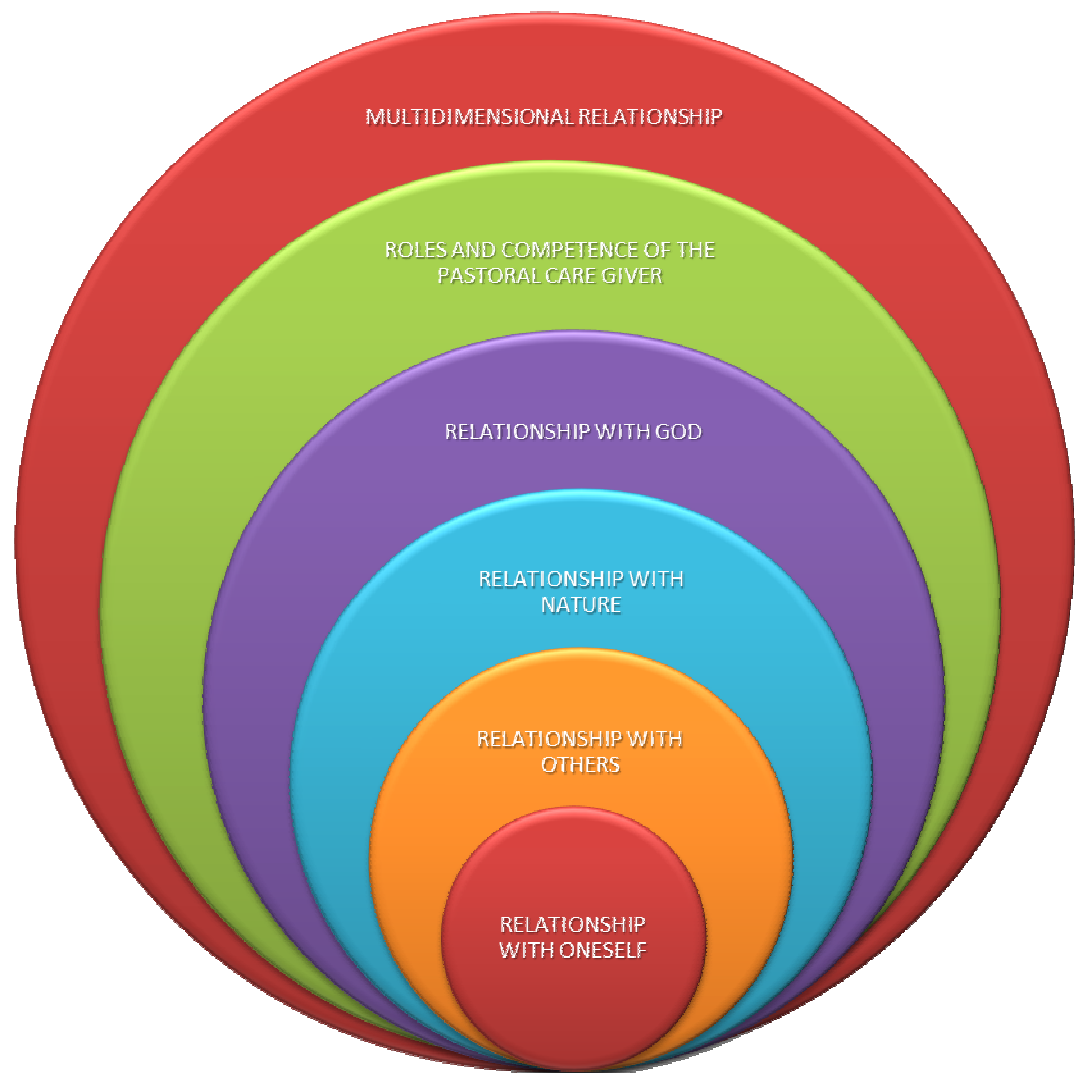 MULTIDIMENSIONAL RELATIONSHIP
ROLES AND COMPETENCE OF THE
PASTORAL CARE GIVER
RELATIONSHIP WITH GOD
RELATIONSHIP WITH
NATURE
RELATIONSHIP WITH
OTHERS
RELATIONSHIP
WITH ONESELF